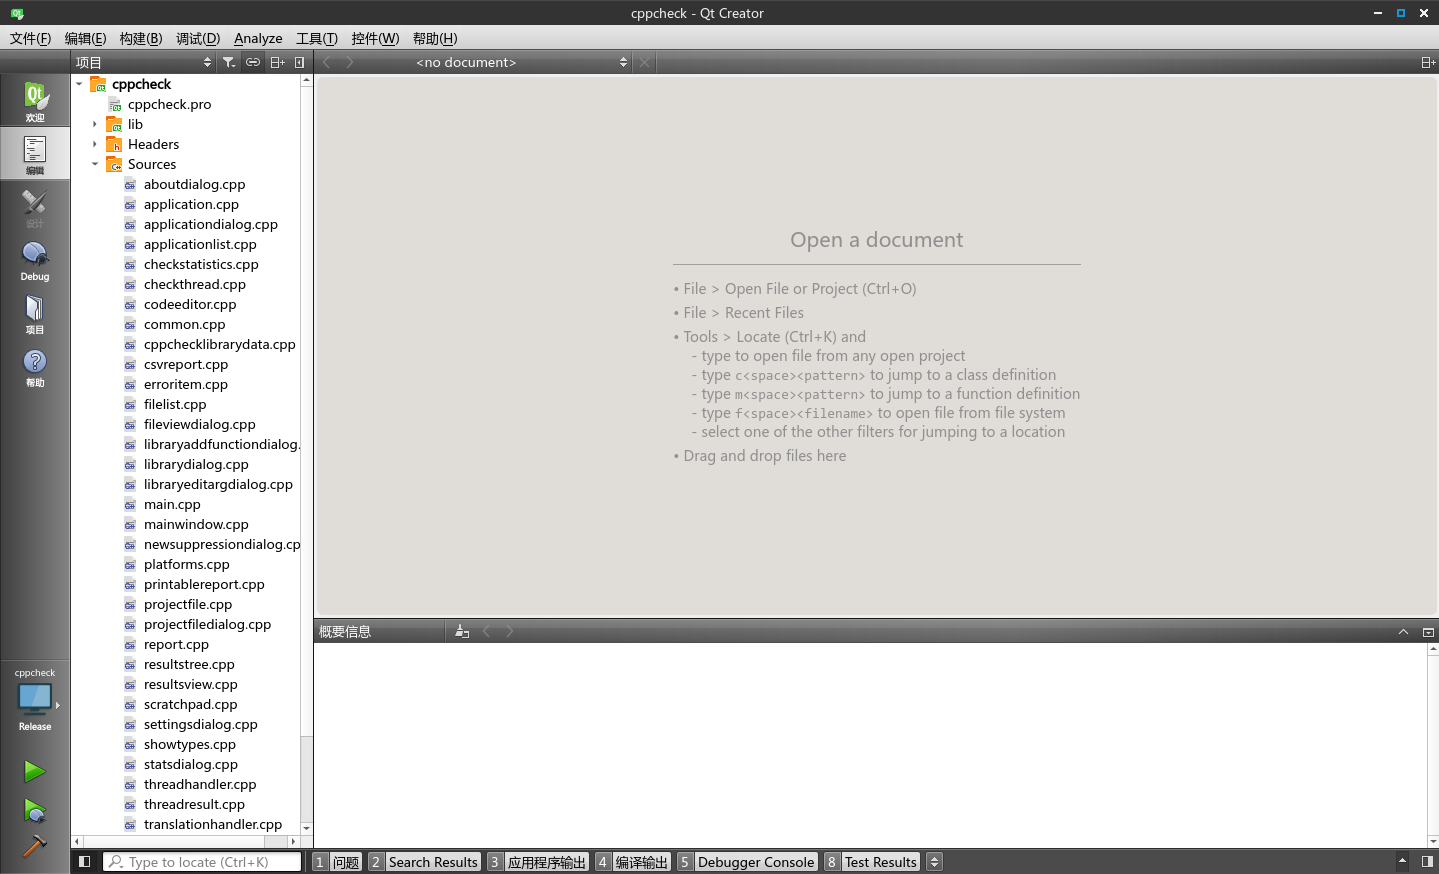 cppcheck - Qt Creator
文件(F) 编辑(E) 构建(B) 调试(D) Analyze 工具(T) 控件(W) 帮助(H)
项目
<no document>
欢迎
编辑
设计
Debug
项目
帮助
cppcheck
Release
cppcheck
cppcheck.pro
lib
Headers
Sources
aboutdialog.cpp
application.cpp
applicationdialog.cpp
applicationlist.cpp
checkstatistics.cpp
checkthread.cpp
codeeditor.cpp
common.cpp
cppchecklibrarydata.cpp
csvreport.cpp
erroritem.cpp
filelist.cpp
fileviewdialog.cpp
libraryaddfunctiondialog.
librarydialog.cpp
libraryeditargdialog.cpp
main.cpp
mainwindow.cpp
newsuppressiondialog.cp
platforms.cpp
printablereport.cpp
projectfile.cpp
projectfiledialog.cpp
report.cpp
resultstree.cpp
resultsview.cpp
scratchpad.cpp
settingsdialog.cpp
showtypes.cpp
statsdialog.cpp
threadhandler.cpp
threadresult.cpp
translationhandler.cpp
Open a document
• File > Open File or Project (Ctrl+O)
• File > Recent Files
• Tools > Locate (Ctrl+K) and
- type to open file from any open project
- type c<space><pattern> to jump to a class definition
- type m<space><pattern> to jump to a function definition
- type f<space><filename> to open file from file system
- select one of the other filters for jumping to a location
• Drag and drop files here
概要信息
Type to locate (Ctrl+K)
1 问题 2 Search Results 3 应用程序输出 4 编译输出 5 Debugger Console 8 Test Results